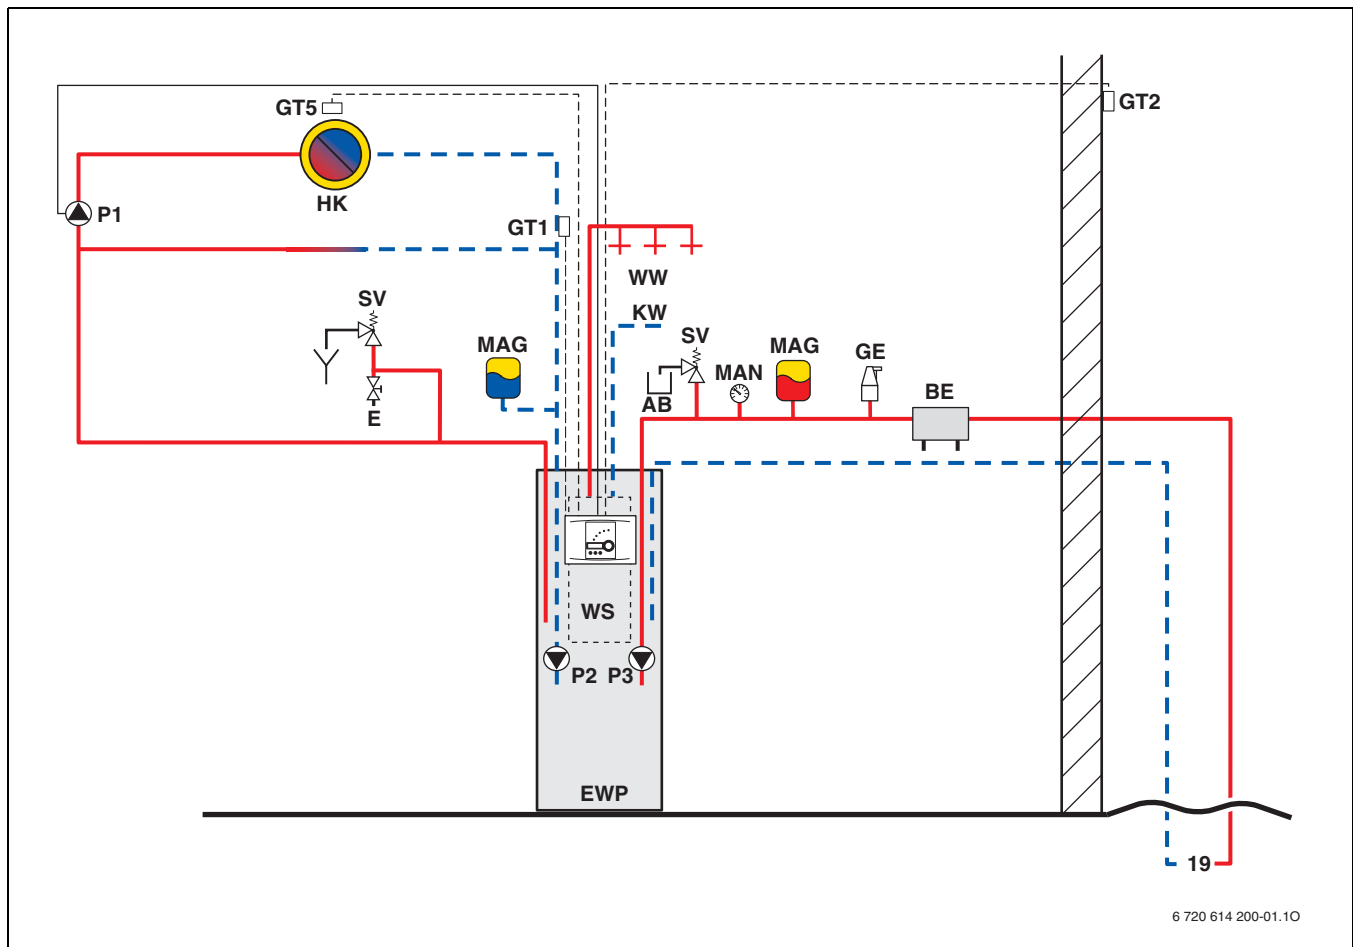 GT5
GT2
HK
P1
GT1
WW
KW
SV
SV
MAG
MAN
MAG
GE
AB
BE
E
WS
P2
P3
EWP
19
6 720 614 200-01.1O